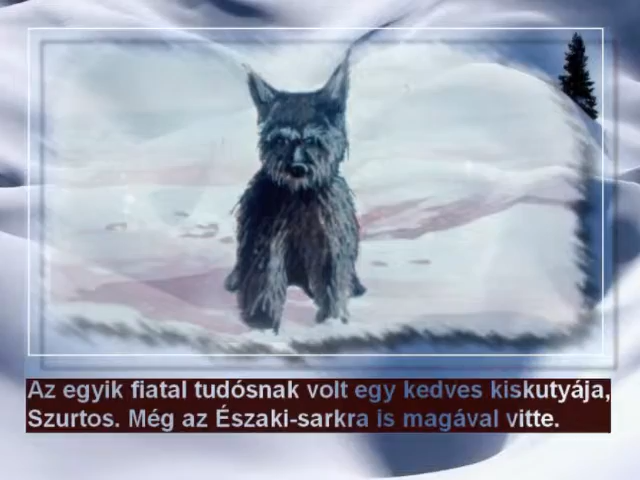 Az egyik fiatal tudósnak volt egy kedves kiskutyája,
Szurtos. Még az Északi-sarkra is magával vitte.